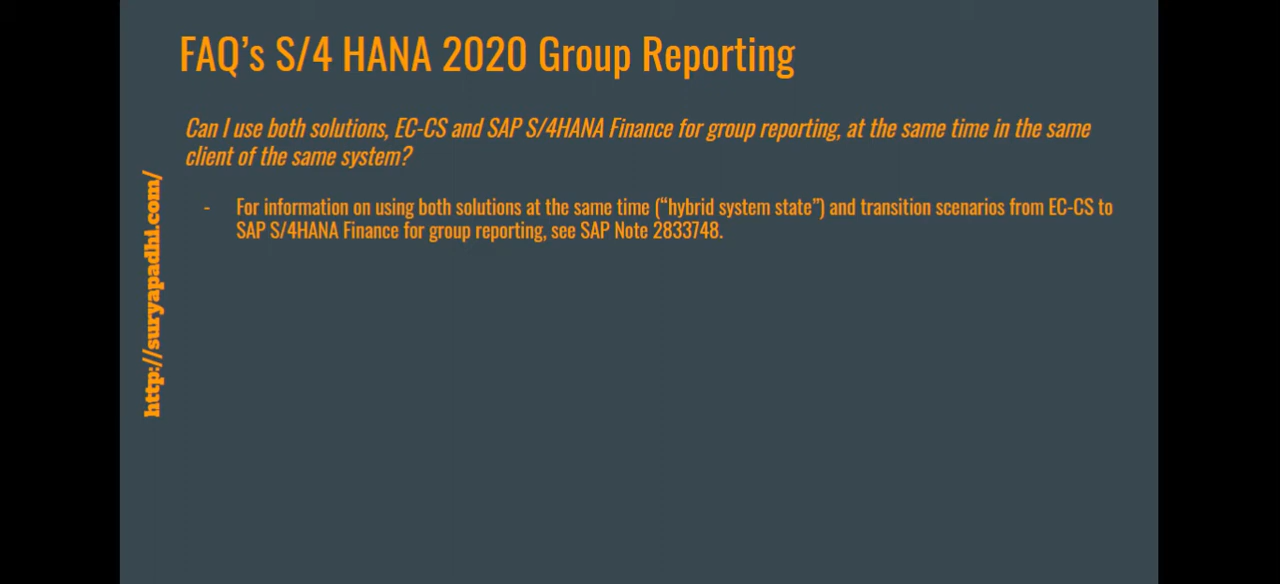 FAQ’s S/4 HANA 2020 Group Reporting
Can I use both solutions, EC-CS and SAP S/4HANA Finance for group reporting, at the same time in the same
client of the same system?
- For information on using both solutions at the same time (“hybrid system state”) and transition scenarios from EC-CS to
SAP S/4HANA Finance for group reporting, see SAP Note 2833748.
http://suryapadhi.com/